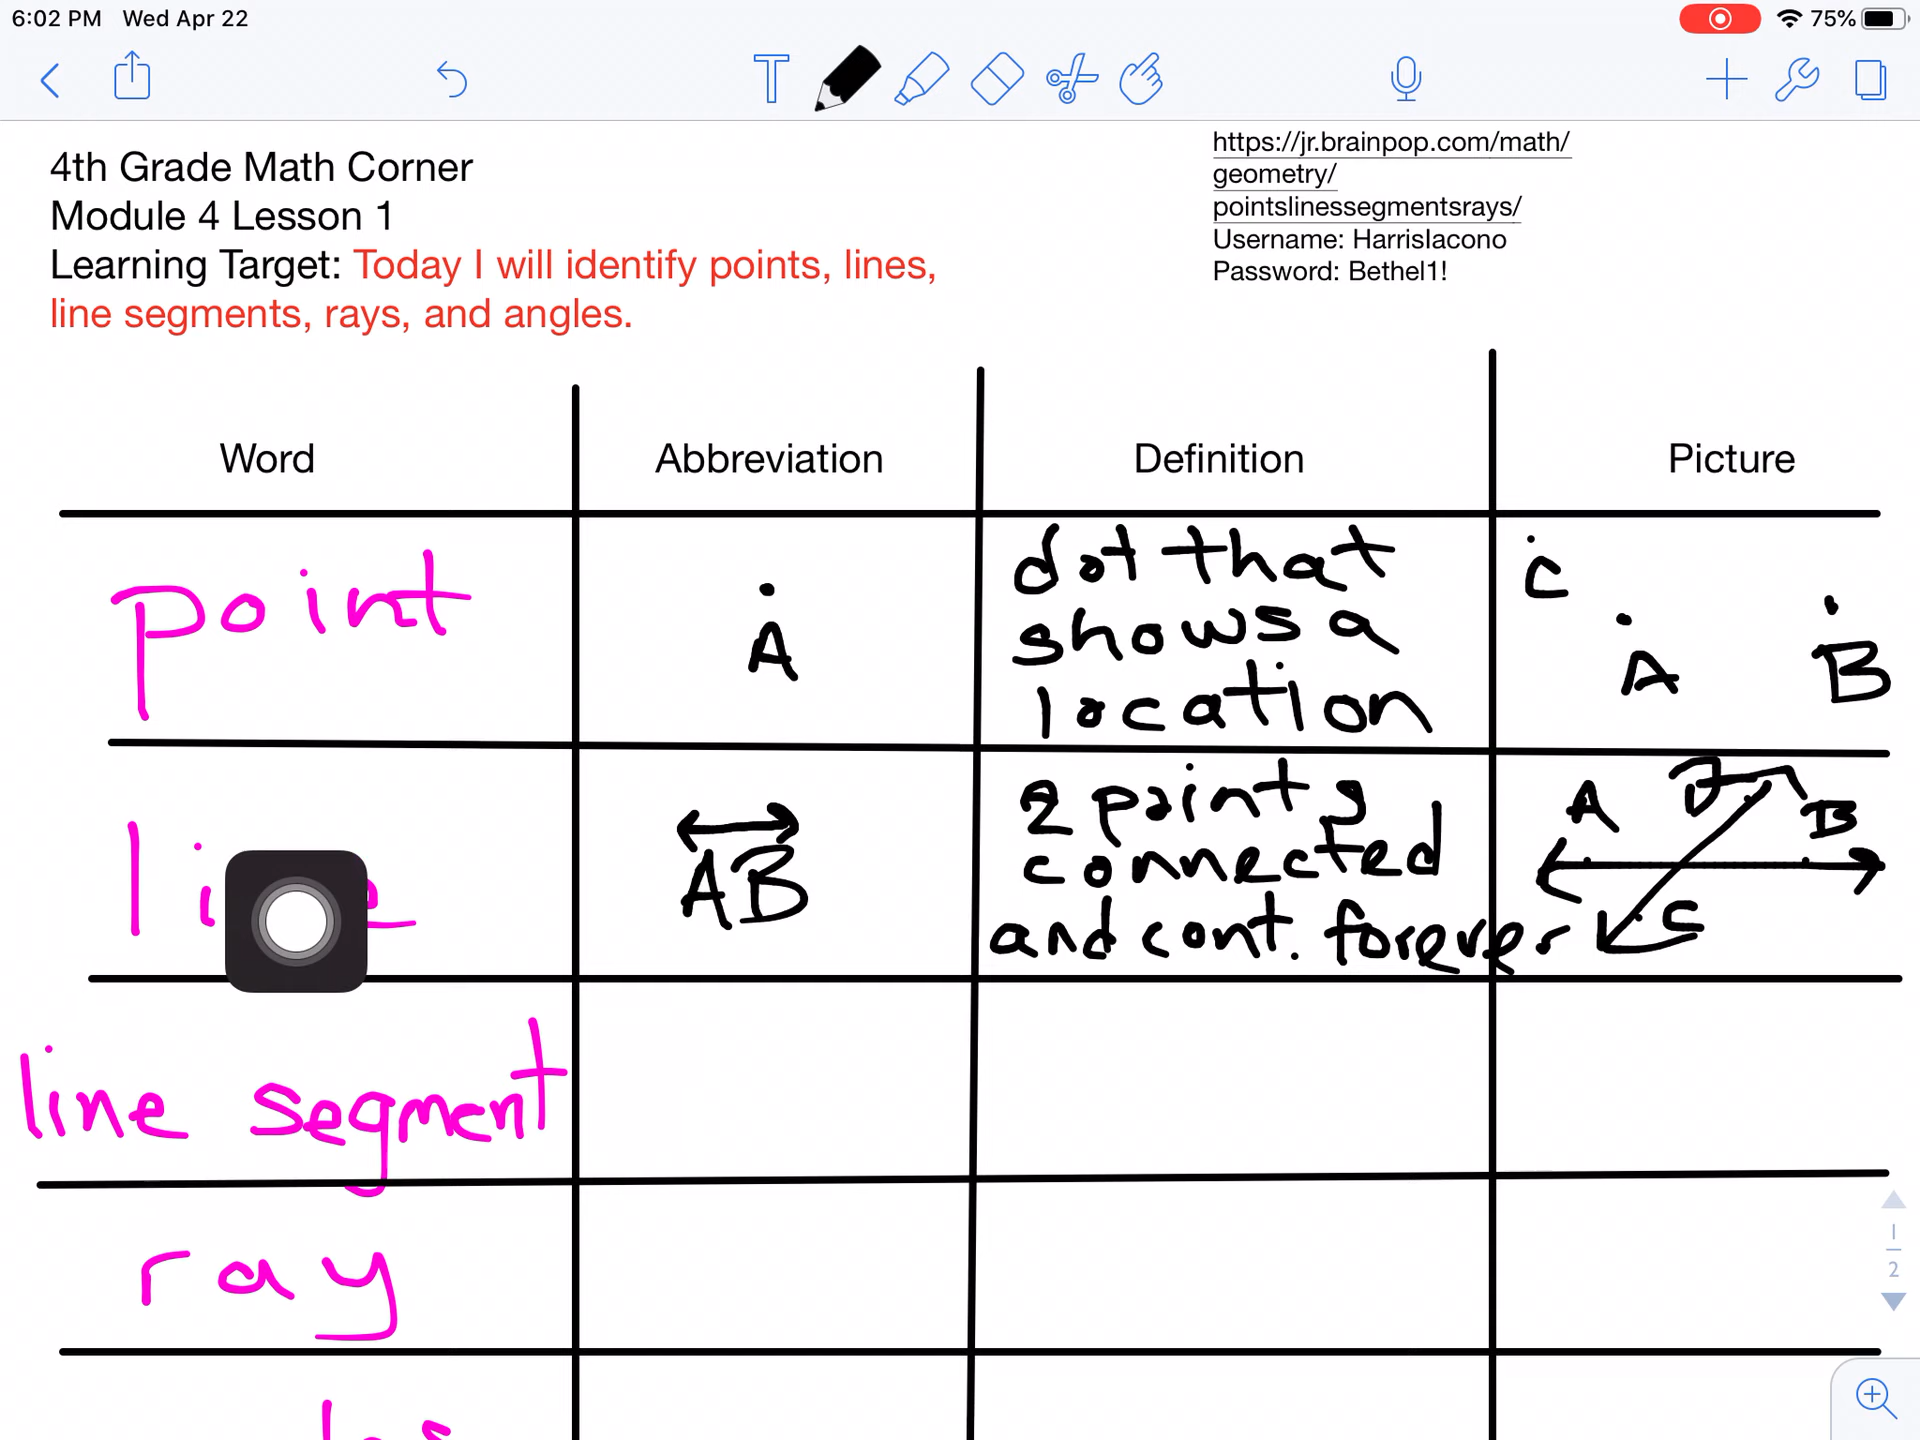 6:02 PM Wed Apr 22
75%
4th Grade Math Corner
Module 4 Lesson 1
Learning Target: Today I will identify points, lines,
line segments, rays, and angles.
https://jr.brainpop.com/math/
geometry/
pointslinessegmentsrays/
Username: HarrisIacono
Password: Bethel1!
Word Abbreviation Definition Picture
point
A
dot that
shows a
location
C
A
B
AB
2 points
connected
and cont. forever
A
B
C
line segment
ray
1
2